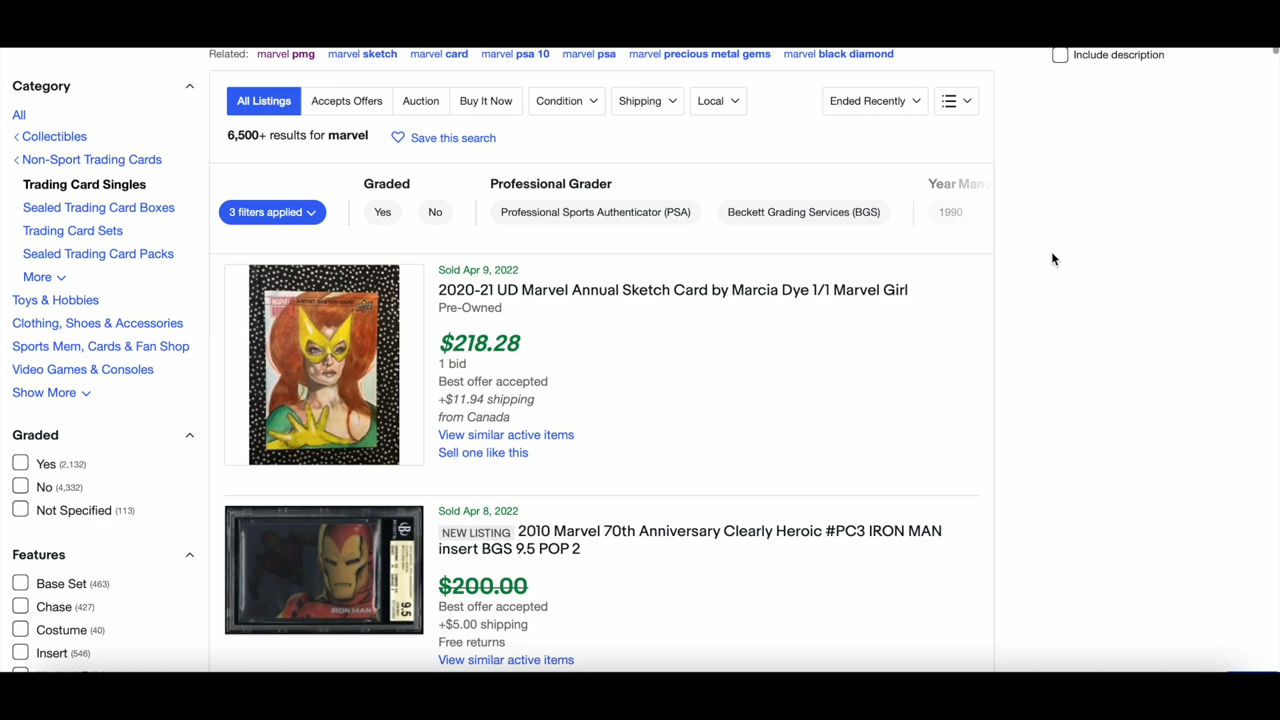 Related: marvel pmg marvel sketch marvel card marvel psa 10 marvel psa marvel precious metal gems marvel black diamond
Include description
Category
All
Collectibles
Non-Sport Trading Cards
Trading Card Singles
Sealed Trading Card Boxes
Trading Card Sets
Sealed Trading Card Packs
More
Toys & Hobbies
Clothing, Shoes & Accessories
Sports Mem, Cards & Fan Shop
Video Games & Consoles
Show More
Graded
Yes (2,132)
No (4,332)
Not Specified (113)
Features
Base Set (463)
Chase (427)
Costume (40)
Insert (546)
All Listings Accepts Offers Auction Buy It Now Condition Shipping Local Ended Recently
6,500+ results for marvel Save this search
Graded Professional Grader Year Manu
3 filters applied Yes No Professional Sports Authenticator (PSA) Beckett Grading Services (BGS) 1990
Sold Apr 9, 2022
2020-21 UD Marvel Annual Sketch Card by Marcia Dye 1/1 Marvel Girl
Pre-Owned
$218.28
1 bid
Best offer accepted
+$11.94 shipping
from Canada
View similar active items
Sell one like this
Sold Apr 8, 2022
NEW LISTING 2010 Marvel 70th Anniversary Clearly Heroic #PC3 IRON MAN
insert BGS 9.5 POP 2
$200.00
Best offer accepted
+$5.00 shipping
Free returns
View similar active items
MARVEL
IRON MAN
9.5